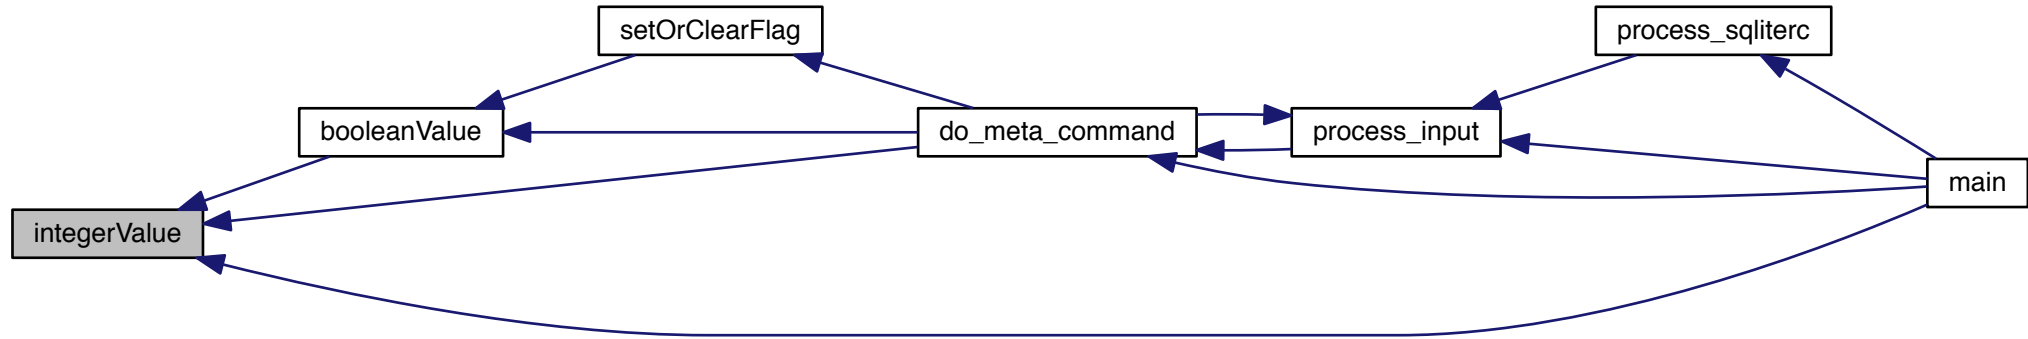 setOrClearFlag
process_sqliterc
booleanValue
do_meta_command
process_input
main
integerValue